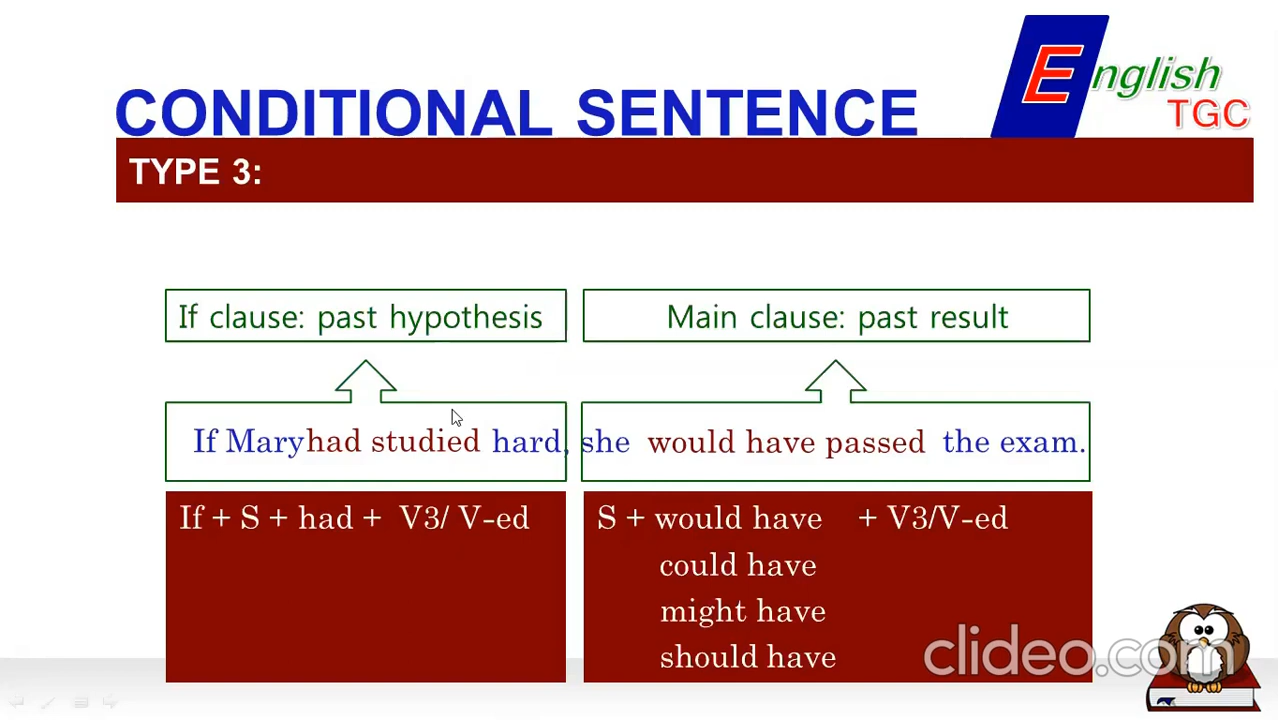 English
TGC
CONDITIONAL SENTENCE
TYPE 3:
If clause: past hypothesis
Main clause: past result
If Mary had studied hard, she would have passed the exam.
If + S + had + V3/ V-ed
S + would have + V3/V-ed
could have
might have
should have
clideo.com